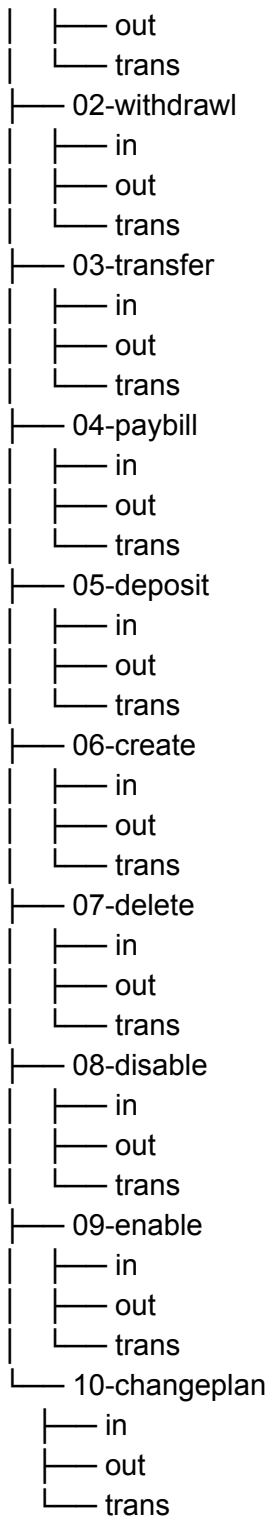 │   ├── out
│   └── trans
├── 02-withdrawl
│   ├── in
│   ├── out
│   └── trans
├── 03-transfer
│   ├── in
│   ├── out
│   └── trans
├── 04-paybill
│   ├── in
│   ├── out
│   └── trans
├── 05-deposit
│   ├── in
│   ├── out
│   └── trans
├── 06-create
│   ├── in
│   ├── out
│   └── trans
├── 07-delete
│   ├── in
│   ├── out
│   └── trans
├── 08-disable
│   ├── in
│   ├── out
│   └── trans
├── 09-enable
│   ├── in
│   ├── out
│   └── trans
└── 10-changeplan
    ├── in
    ├── out
    └── trans